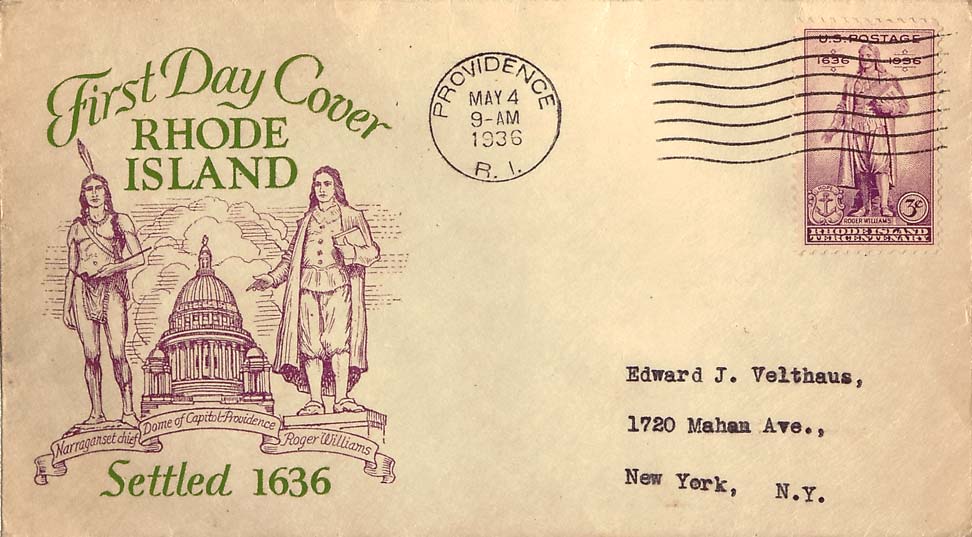 First Day Cover
RHODE
ISLAND
Narraganset chief
Dome of Capitol-Providence
Roger Williams
Settled 1636
PROVIDENCE
MAY 4
9-AM
1936
R. I.
U.S. POSTAGE
1636 1936
HOPE
3¢
ROGER WILLIAMS
RHODE ISLAND
TERCENTENARY
Edward J. Velthaus,
1720 Mahan Ave.,
New York, N.Y.